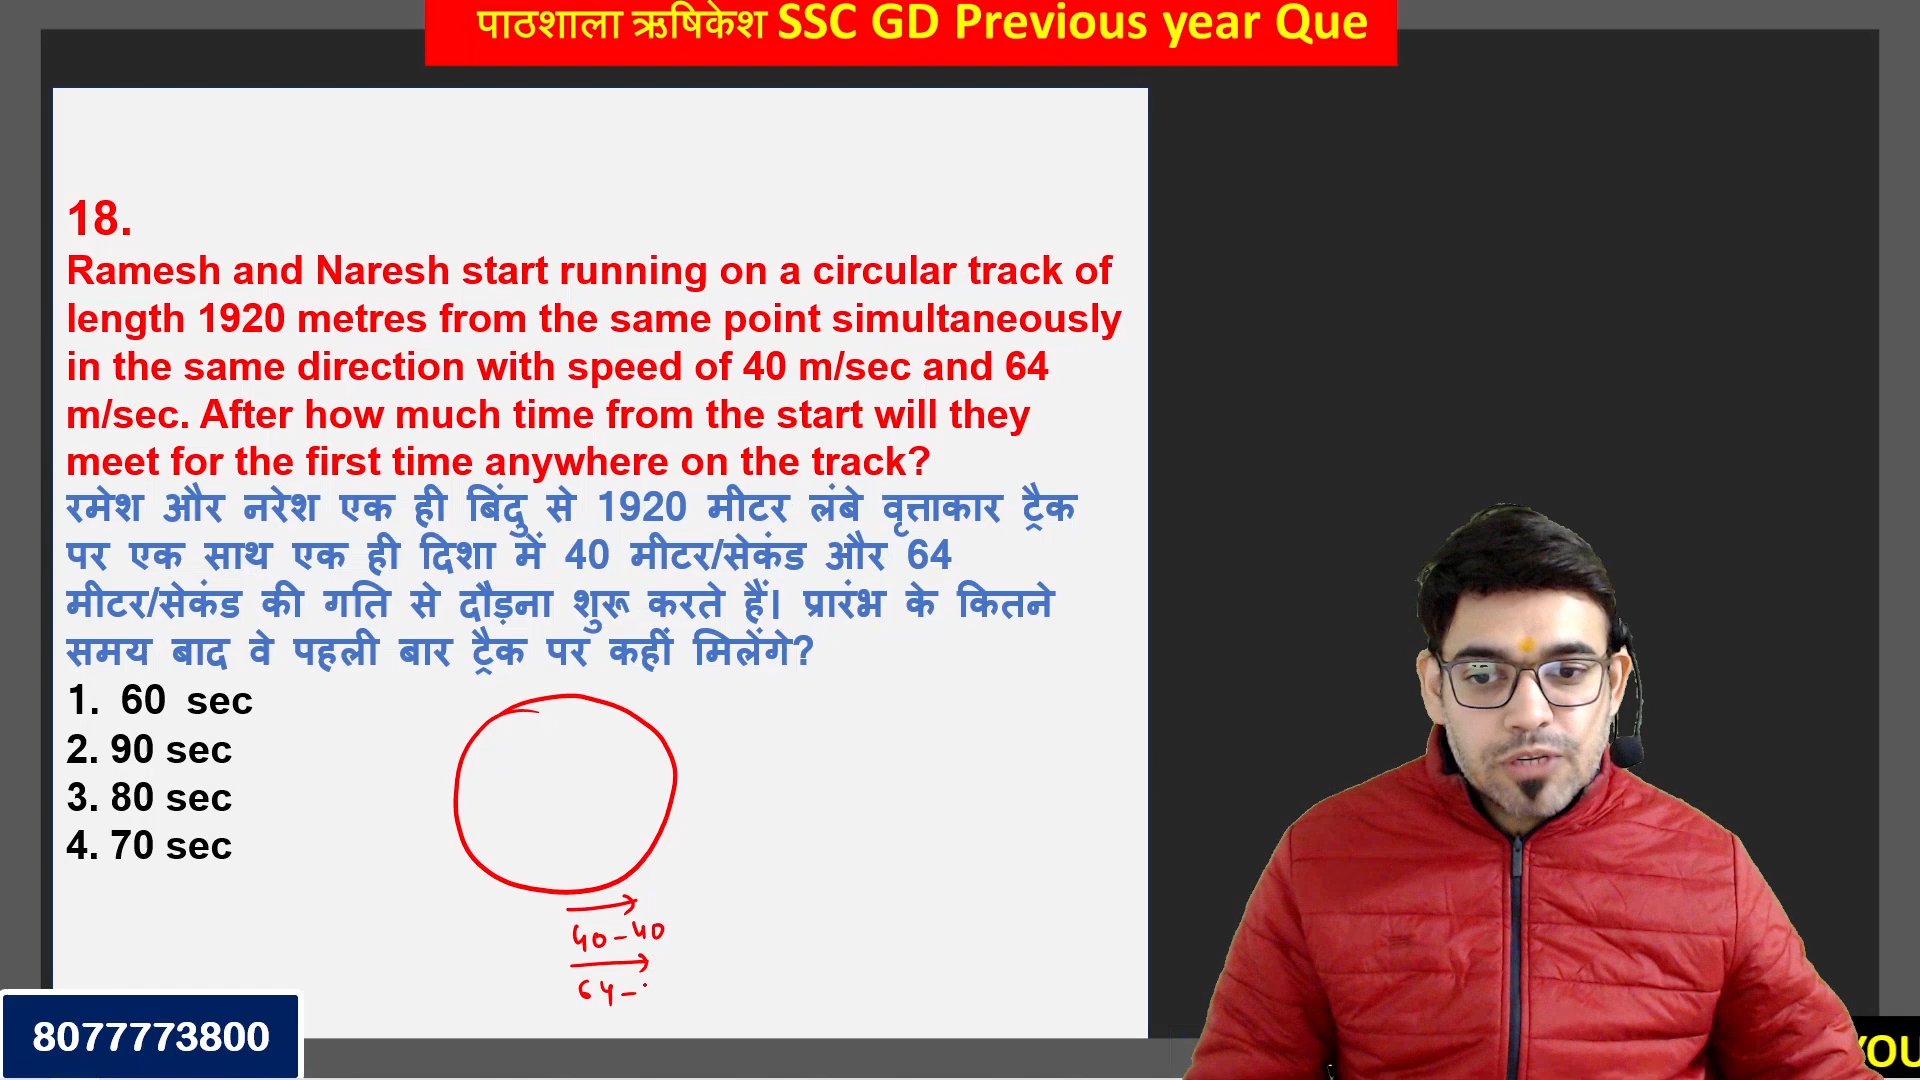 पाठशाला ऋषिकेश SSC GD Previous year Que
18.
Ramesh and Naresh start running on a circular track of
length 1920 metres from the same point simultaneously
in the same direction with speed of 40 m/sec and 64
m/sec. After how much time from the start will they
meet for the first time anywhere on the track?
रमेश और नरेश एक ही बिंदु से 1920 मीटर लंबे वृत्ताकार ट्रैक
पर एक साथ एक ही दिशा में 40 मीटर/सेकंड और 64
मीटर/सेकंड की गति से दौड़ना शुरू करते हैं। प्रारंभ के कितने
समय बाद वे पहली बार ट्रैक पर कहीं मिलेंगे?
1. 60 sec
2. 90 sec
3. 80 sec
4. 70 sec
40-40
64-
8077773800
YOU